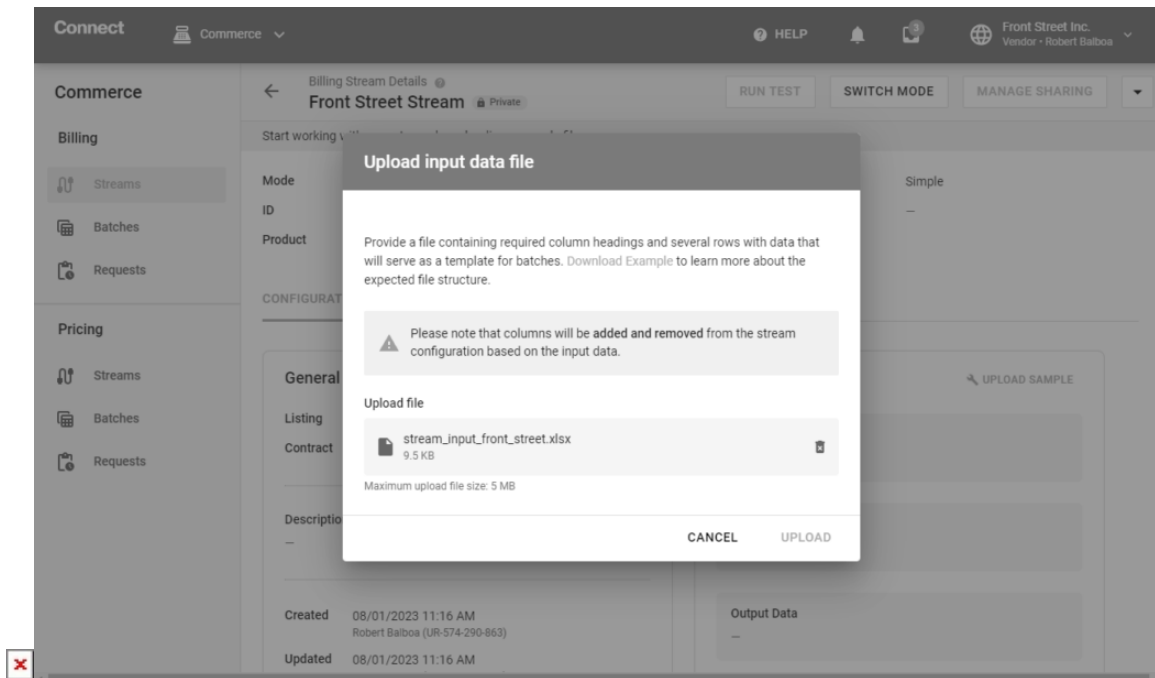 Connect
Commerce
HELP
3
Front Street Inc.
Vendor • Robert Balboa
Commerce
Billing Stream Details
Front Street Stream
Private
RUN TEST
SWITCH MODE
MANAGE SHARING
Billing
Start working
Streams
Batches
Requests
Mode
Simple
ID
—
Product
CONFIGURAT
Pricing
Streams
Batches
Requests
Upload input data file
Provide a file containing required column headings and several rows with data that
will serve as a template for batches. Download Example to learn more about the
expected file structure.
Please note that columns will be added and removed from the stream
configuration based on the input data.
Upload file
stream_input_front_street.xlsx
9.5 KB
Maximum upload file size: 5 MB
CANCEL
UPLOAD
General
UPLOAD SAMPLE
Listing
Contract
Descriptio
—
Created
08/01/2023 11:16 AM
Robert Balboa (UR-574-290-863)
Updated
08/01/2023 11:16 AM
Output Data
—